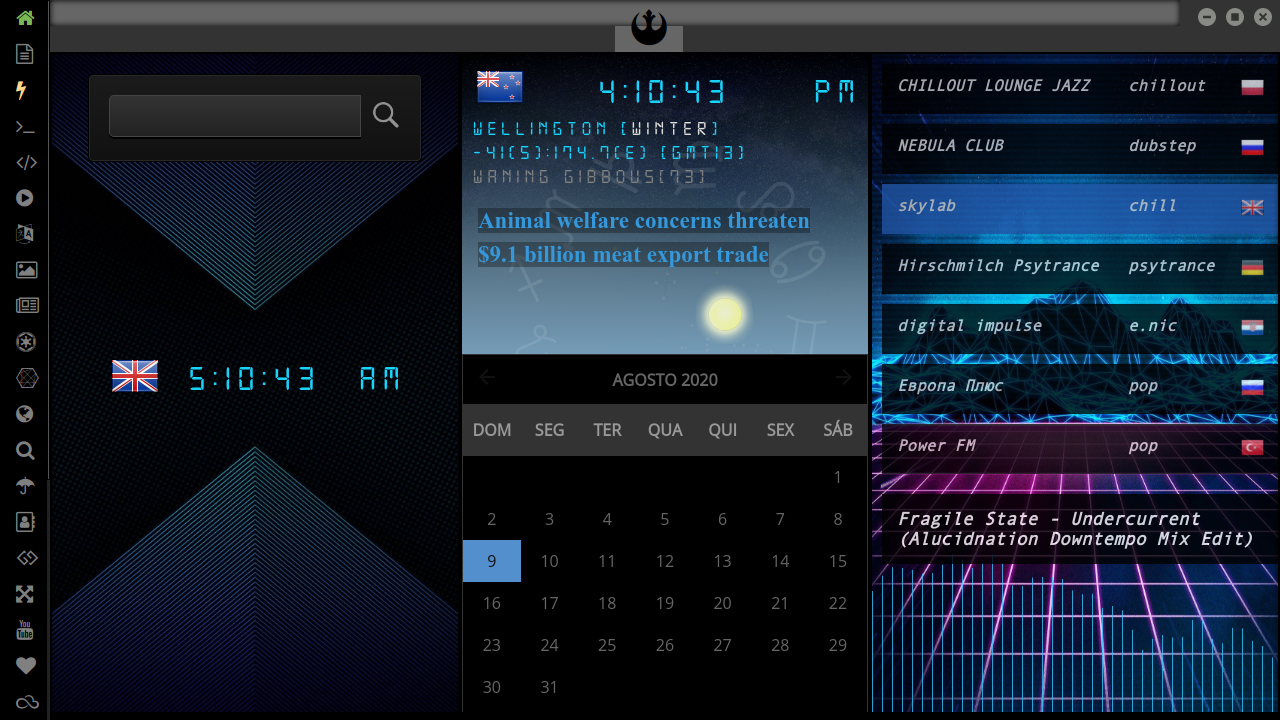 5:10:43 AM
4:10:43 PM
WELLINGTON [WINTER]
-41(S):174.7(E) [GMT13]
WANING GIBBOUS[73]
Animal welfare concerns threaten
$9.1 billion meat export trade
AGOSTO 2020
DOM SEG TER QUA QUI SEX SÁB
1
2 3 4 5 6 7 8
9 10 11 12 13 14 15
16 17 18 19 20 21 22
23 24 25 26 27 28 29
30 31
CHILLOUT LOUNGE JAZZ chillout
NEBULA CLUB dubstep
skylab chill
Hirschmilch Psytrance psytrance
digital impulse e.nic
Европа Плюс pop
Power FM pop
Fragile State - Undercurrent
(Alucidnation Downtempo Mix Edit)
You
Tube